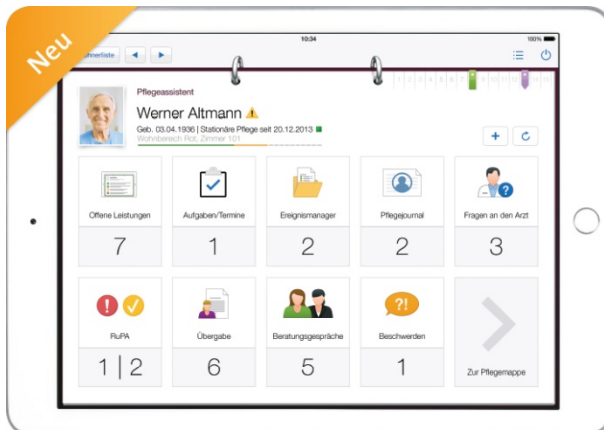 Neu
10:34
100%
hnerliste
Pflegeassistent
Werner Altmann
Geb. 03.04.1936 | Stationäre Pflege seit 20.12.2013
Wohnbereich Rot, Zimmer 101
Offene Leistungen
Aufgaben/Termine
Ereignismanager
Pflegejournal
Fragen an den Arzt
7
1
2
2
3
RuPA
Übergabe
Beratungsgespräche
Beschwerden
Zur Pflegemappe
1 | 2
6
5
1